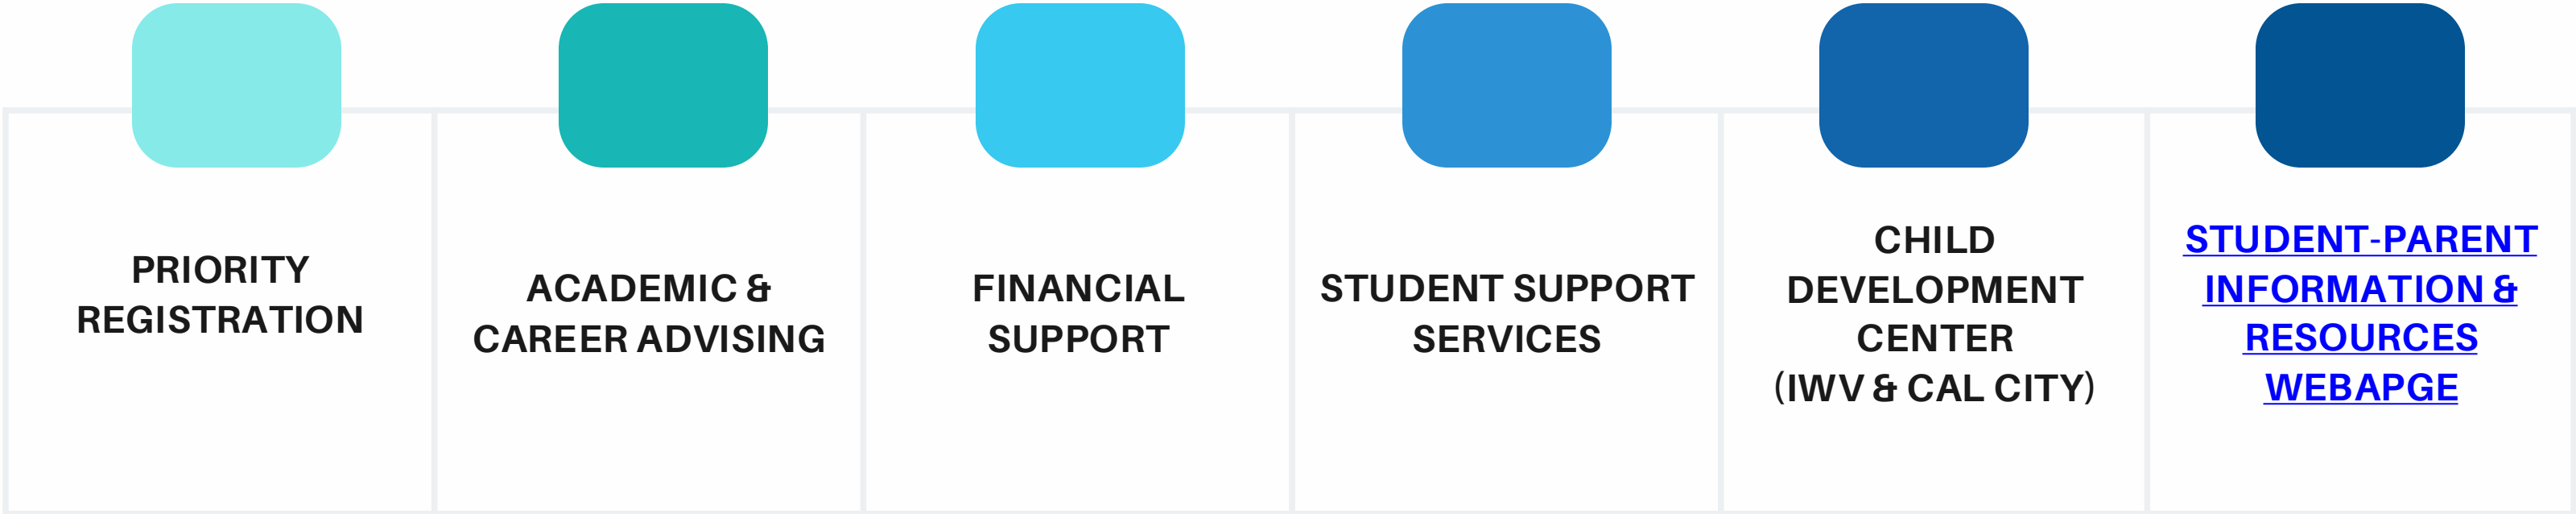 PRIORITY
REGISTRATION
ACADEMIC &
CAREER ADVISING
FINANCIAL
SUPPORT
STUDENT SUPPORT
SERVICES
CHILD
DEVELOPMENT
CENTER
(IWV & CAL CITY)
STUDENT-PARENT
INFORMATION &
RESOURCES
WEBAPGE